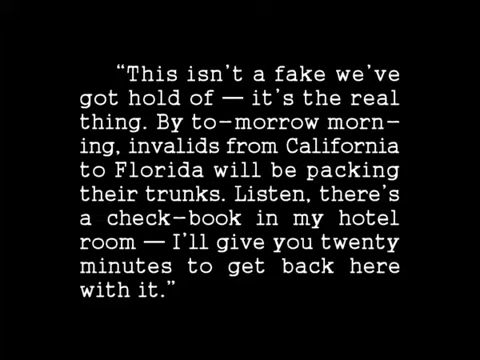 “This isn’t a fake we’ve
got hold of — it’s the real
thing. By to-morrow morn-
ing, invalids from California
to Florida will be packing
their trunks. Listen, there’s
a check-book in my hotel
room — I’ll give you twenty
minutes to get back here
with it.”